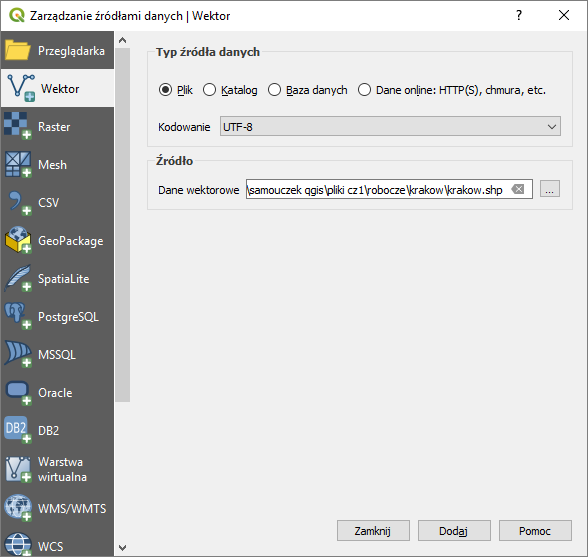 Zarządzanie źródłami danych | Wektor
?
Przeglądarka
Wektor
Raster
Mesh
CSV
GeoPackage
SpatiaLite
PostgreSQL
MSSQL
Oracle
DB2
DB2
Warstwa
wirtualna
WMS/WMTS
WCS
Typ źródła danych
Plik
Katalog
Baza danych
Dane online: HTTP(S), chmura, etc.
Kodowanie
UTF-8
Źródło
Dane wektorowe
\samouczek qgis\pliki cz1\robocze\krakow\krakow.shp
...
Zamknij
Dodaj
Pomoc